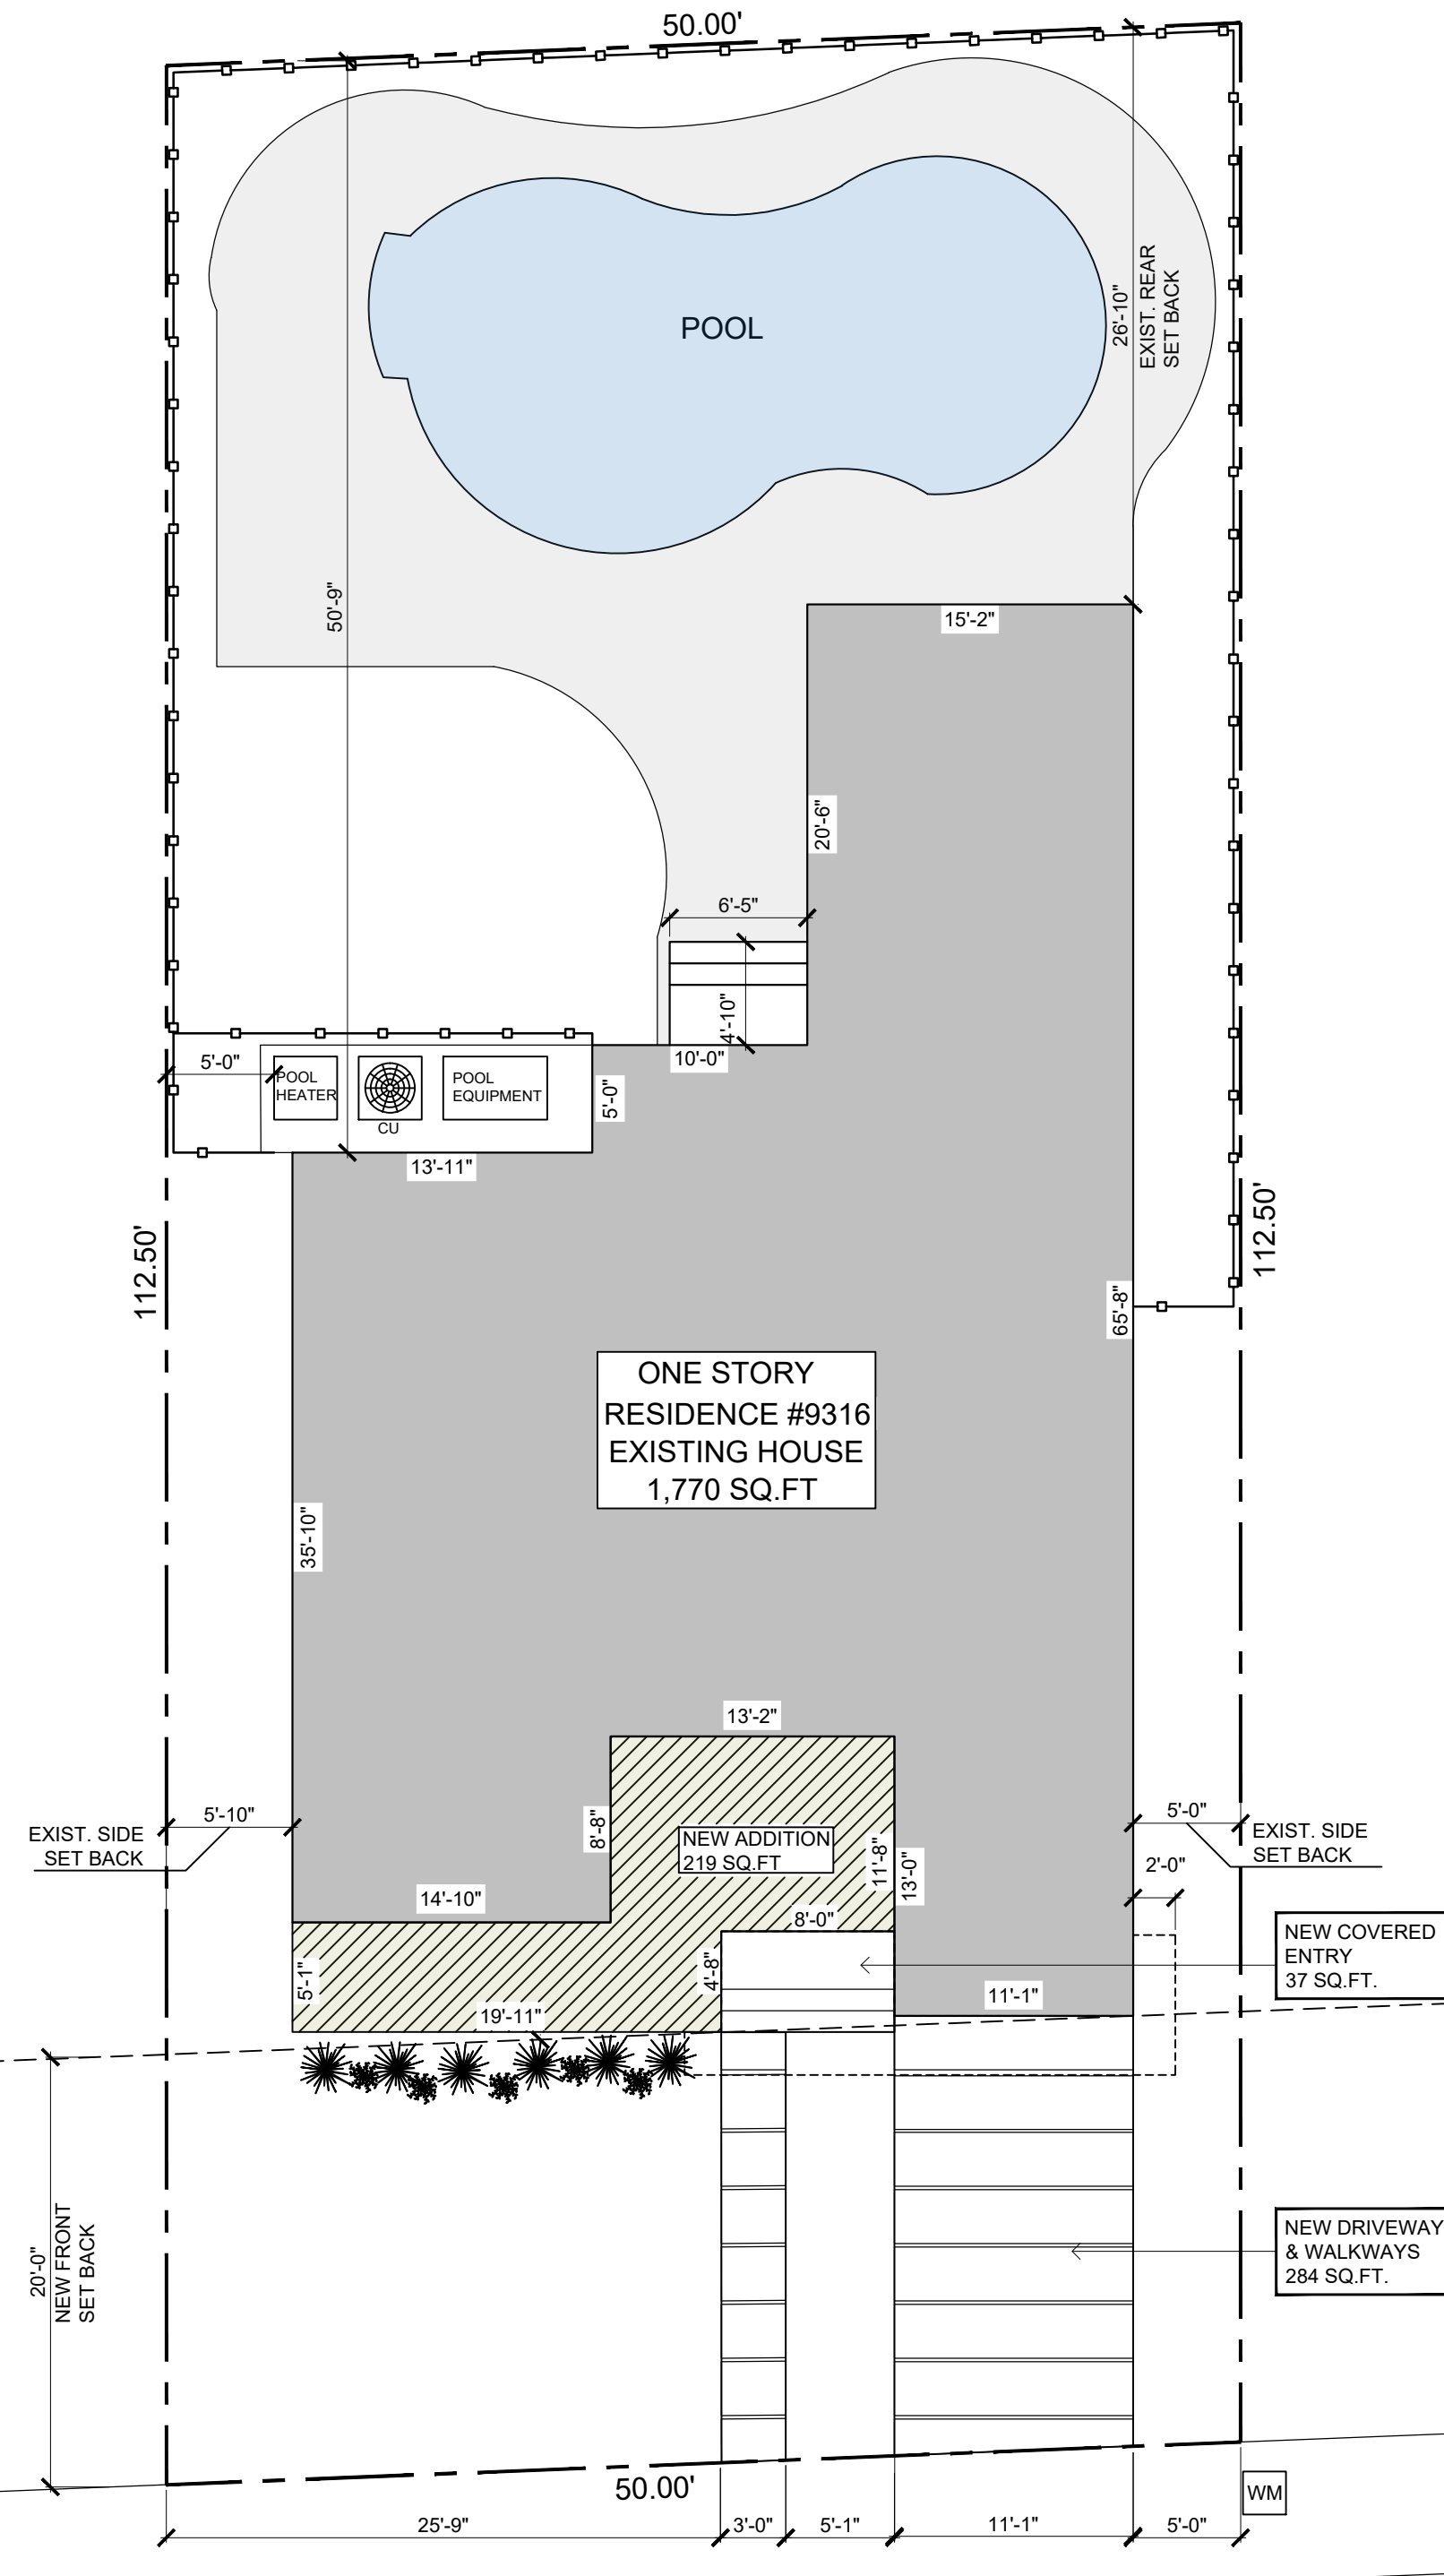 50.00'
POOL
26'-10"
EXIST. REAR
SET BACK
50'-9"
15'-2"
20'-6"
6'-5"
4'-10"
10'-0"
5'-0"
POOL
HEATER
CU
POOL
EQUIPMENT
5'-0"
13'-11"
112.50'
112.50'
65'-8"
ONE STORY
RESIDENCE #9316
EXISTING HOUSE
1,770 SQ.FT
35'-10"
13'-2"
5'-10"
EXIST. SIDE
SET BACK
8'-8"
NEW ADDITION
219 SQ.FT
11'-8"
13'-0"
5'-0"
EXIST. SIDE
SET BACK
2'-0"
14'-10"
8'-0"
5'-1"
4'-8"
NEW COVERED
ENTRY
37 SQ.FT.
11'-1"
19'-11"
20'-0"
NEW FRONT
SET BACK
NEW DRIVEWAY
& WALKWAYS
284 SQ.FT.
50.00'
WM
25'-9"
3'-0"
5'-1"
11'-1"
5'-0"